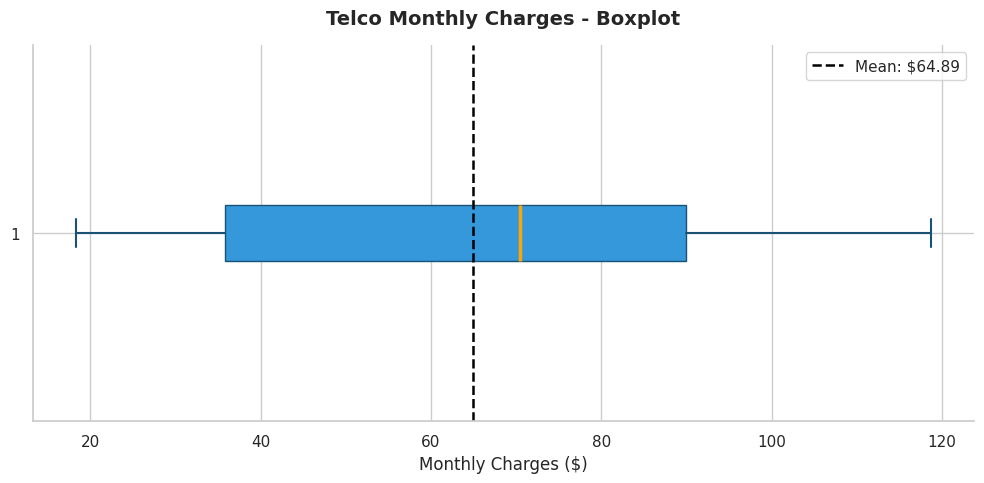 Telco Monthly Charges - Boxplot
Mean: $64.89
1
20 40 60 80 100 120
Monthly Charges ($)